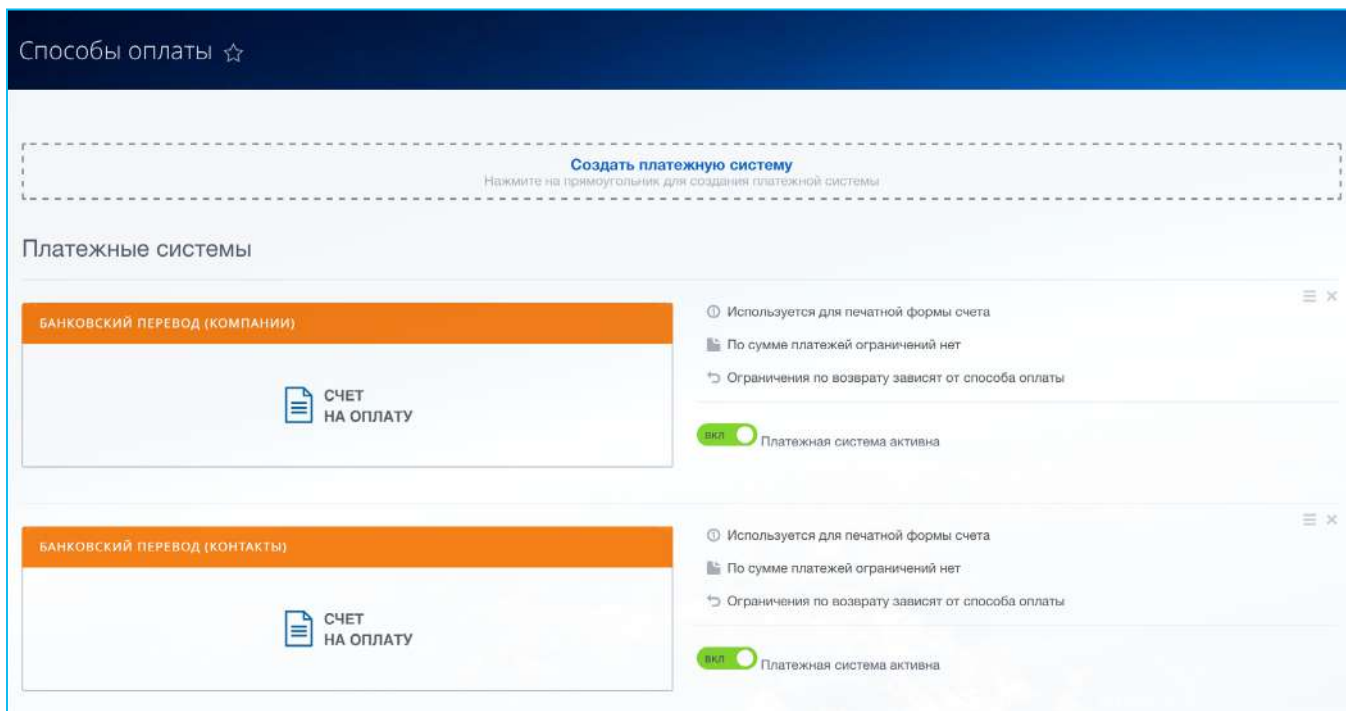 Способы оплаты
Создать платежную систему
Нажмите на прямоугольник для создания платежной системы
Платежные системы
БАНКОВСКИЙ ПЕРЕВОД (КОМПАНИИ)
СЧЕТ
НА ОПЛАТУ
Используется для печатной формы счета
По сумме платежей ограничений нет
Ограничения по возврату зависят от способа оплаты
ВКЛ Платежная система активна
БАНКОВСКИЙ ПЕРЕВОД (КОНТАКТЫ)
СЧЕТ
НА ОПЛАТУ
Используется для печатной формы счета
По сумме платежей ограничений нет
Ограничения по возврату зависят от способа оплаты
ВКЛ Платежная система активна